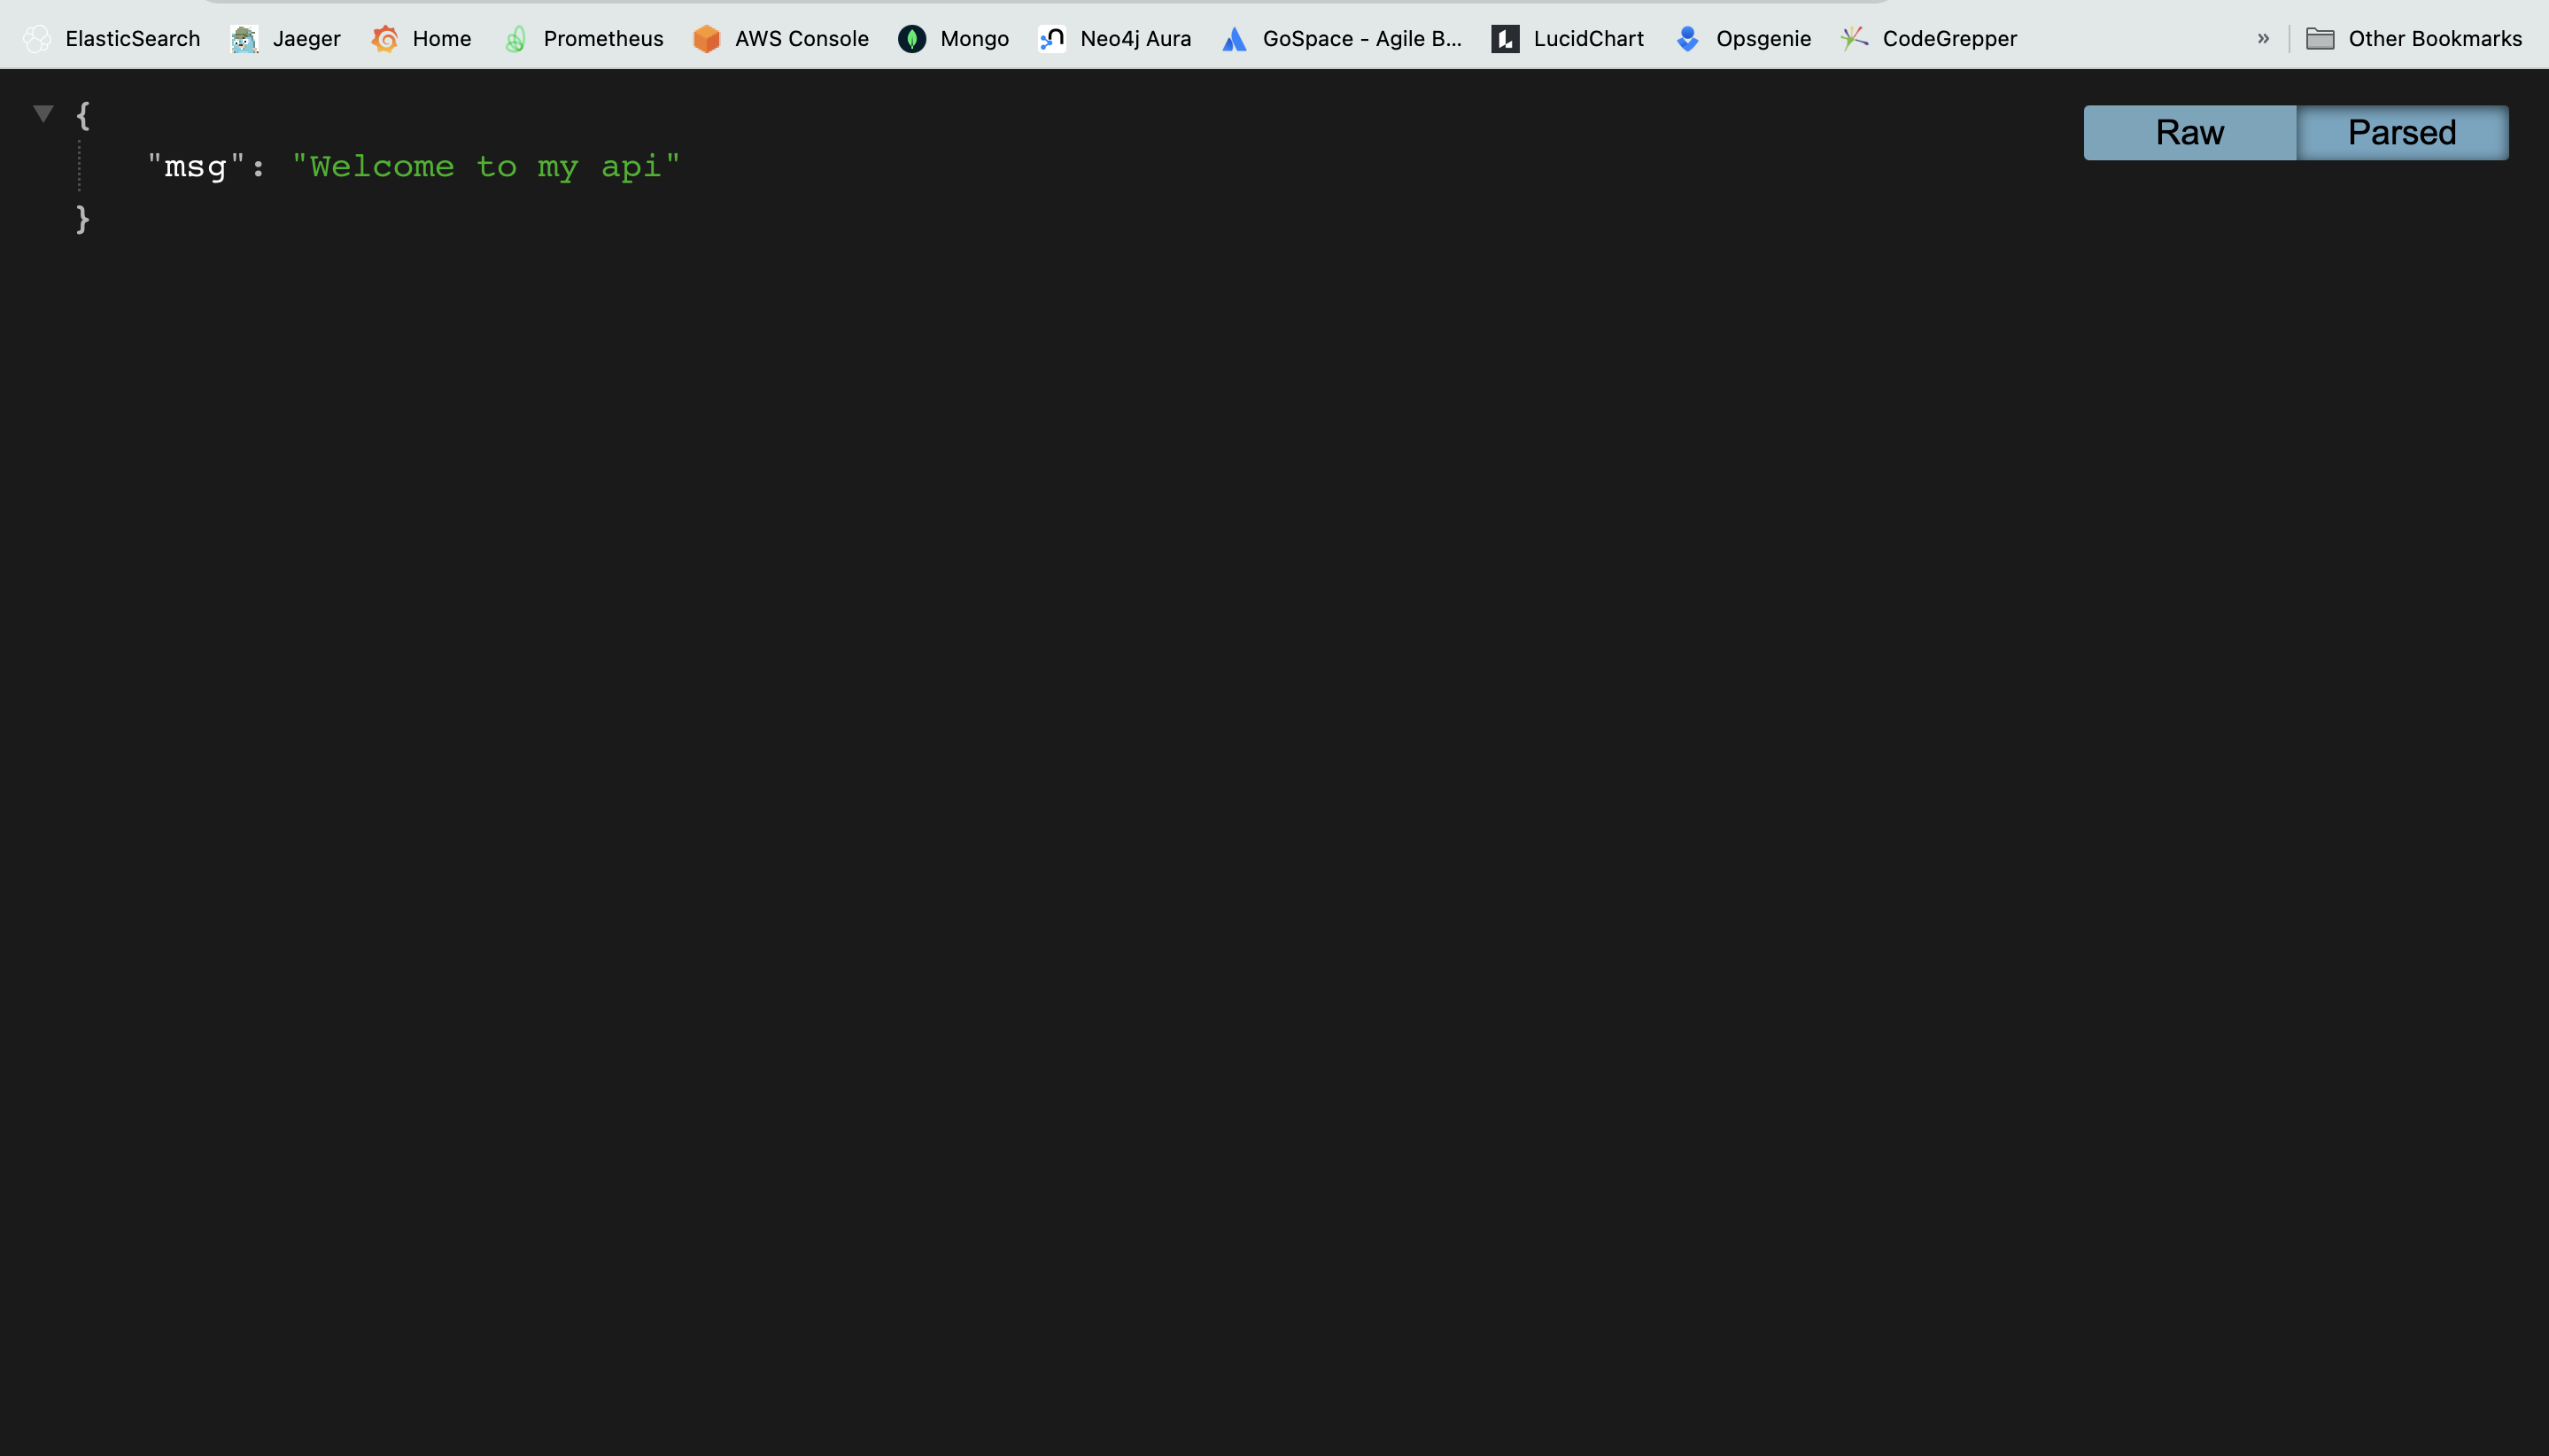 ElasticSearch Jaeger Home Prometheus AWS Console Mongo Neo4j Aura GoSpace - Agile B... LucidChart Opsgenie CodeGrepper » Other Bookmarks
{
Raw Parsed
"msg": "Welcome to my api"
}